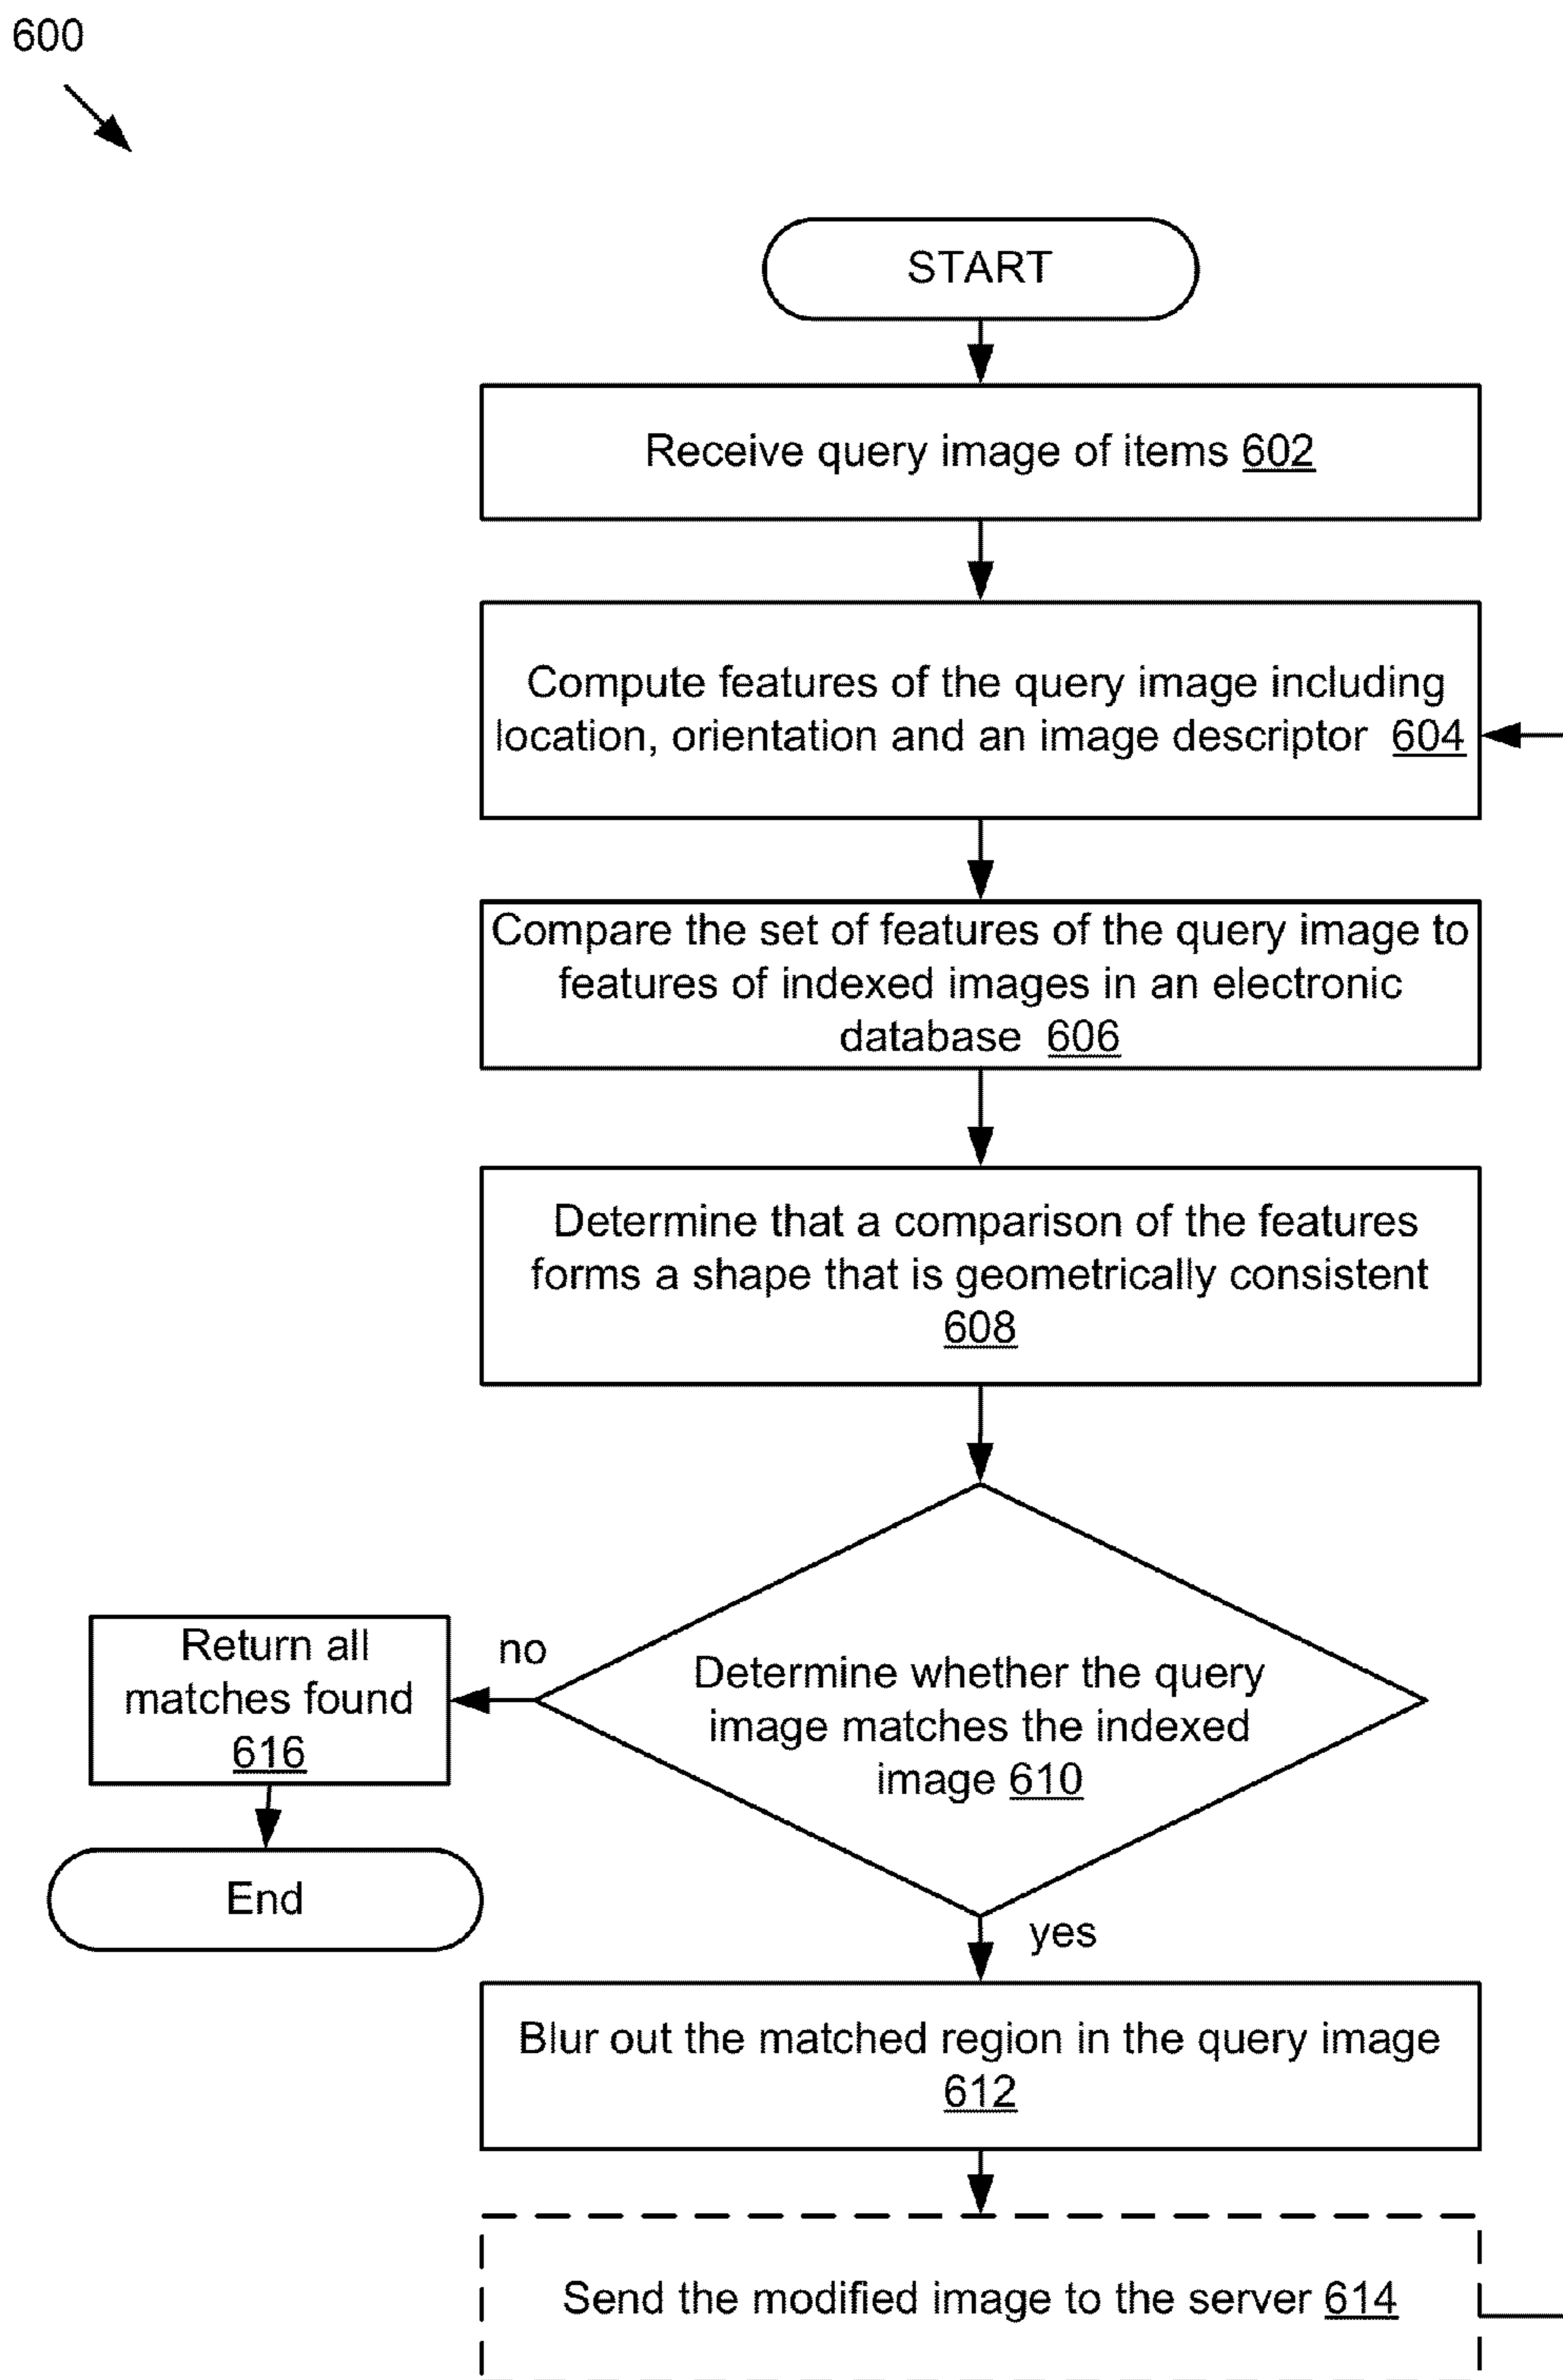 600
START
Receive query image of items 602
Compute features of the query image including
location, orientation and an image descriptor 604
Compare the set of features of the query image to
features of indexed images in an electronic
database 606
Determine that a comparison of the features
forms a shape that is geometrically consistent
608
Determine whether the query
image matches the indexed
image 610
no
Return all
matches found
616
End
yes
Blur out the matched region in the query image
612
Send the modified image to the server 614